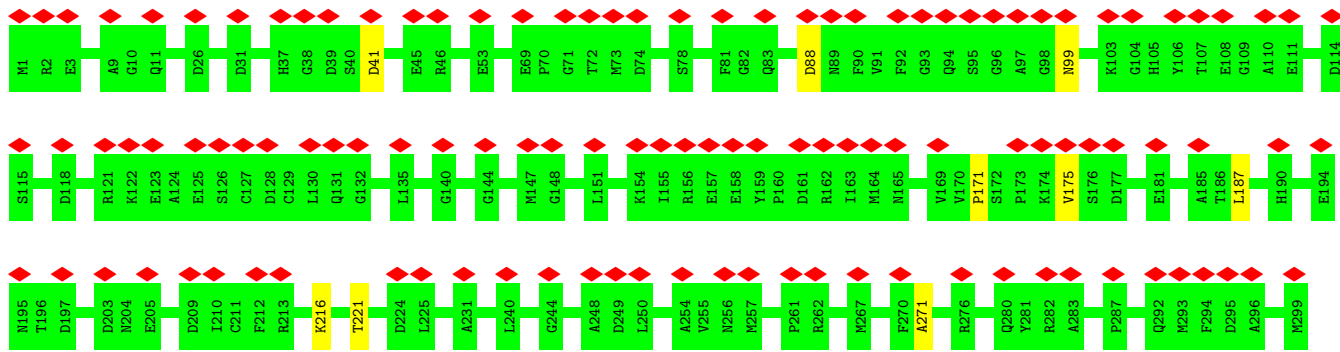 M1 R2 E3 A9 G10 Q11 D26 D31 H37 G38 D39 S40 D41 E45 R46 E53 E69 P70 G71 T72 M73 D74 S78 F81 G82 Q83 D88 N89 F90 V91 F92 G93 Q94 S95 G96 A97 G98 N99 K103 G104 H105 Y106 T107 E108 G109 A110 E111 D114
S115 D118 R121 K122 E123 A124 E125 S126 C127 D128 C129 L130 Q131 G132 L135 G140 G144 M147 G148 L151 K154 I155 R156 E157 E158 Y159 P160 D161 R162 I163 M164 N165 V169 V170 P171 S172 P173 K174 V175 S176 D177 E181 A185 T186 L187 H190 E194
N195 T196 D197 D203 N204 E205 D209 I210 C211 F212 R213 K216 T221 D224 L225 A231 L240 G244 A248 D249 L250 A254 V255 N256 M257 P261 R262 M267 F270 A271 R276 Q280 Y281 R282 A283 P287 Q292 M293 F294 D295 A296 M299